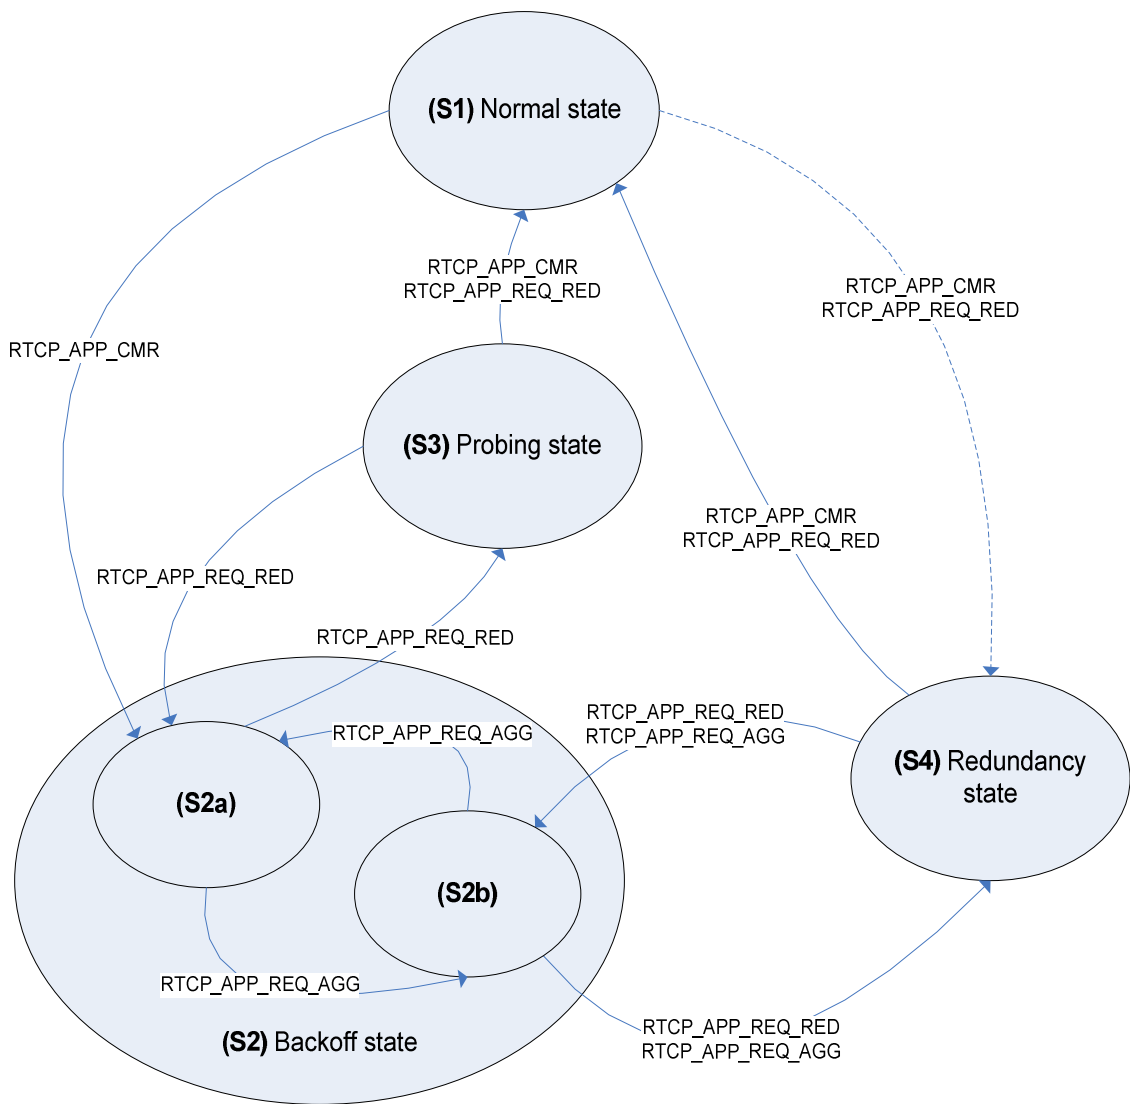 (S1) Normal state
RTCP_APP_CMR
RTCP_APP_REQ_RED
RTCP_APP_CMR
RTCP_APP_REQ_RED
RTCP_APP_CMR
(S3) Probing state
RTCP_APP_CMR
RTCP_APP_REQ_RED
RTCP_APP_REQ_RED
RTCP_APP_REQ_RED
RTCP_APP_REQ_RED
RTCP_APP_REQ_AGG
RTCP_APP_REQ_AGG
(S4) Redundancy
state
(S2a)
(S2b)
RTCP_APP_REQ_AGG
(S2) Backoff state
RTCP_APP_REQ_RED
RTCP_APP_REQ_AGG